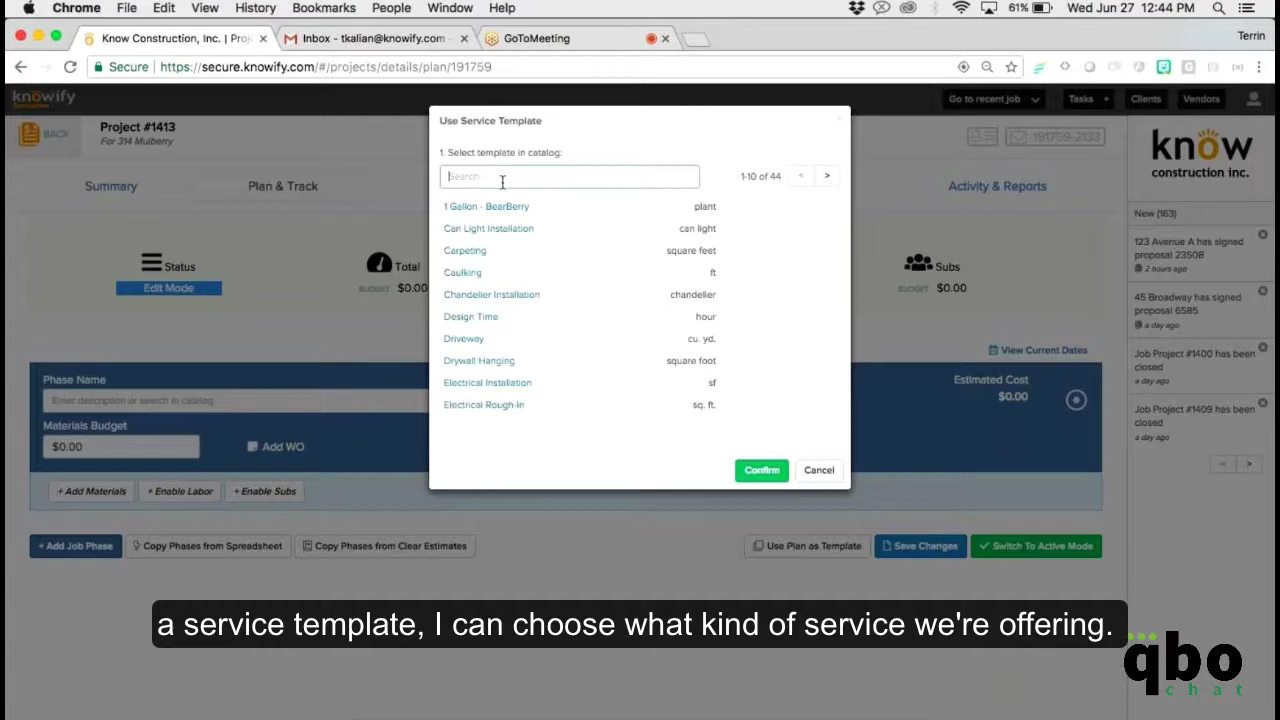 Chrome File Edit View History Bookmarks People Window Help 61% Wed Jun 27 12:44 PM
Know Construction, Inc. | Proj Inbox - tkalian@knowify.com - GoToMeeting Terrin
Secure https://secure.knowify.com/#/projects/details/plan/191759
knowify Go to recent job Tasks + Clients Vendors
BACK Project #1413
For 314 Mulberry
191759-2133
know
construction inc.
Summary Plan & Track Activity & Reports
New (163)
123 Avenue A has signed
proposal 23508
2 hours ago
45 Broadway has signed
proposal 6585
a day ago
Job Project #1400 has been
closed
a day ago
Job Project #1409 has been
closed
a day ago
< >
Status Total Subs
Edit Mode BUDGET $0.00 BUDGET $0.00
View Current Dates
Phase Name Estimated Cost
Enter description or search in catalog $0.00
Materials Budget
$0.00 Add WO
+ Add Materials + Enable Labor + Enable Subs
+ Add Job Phase Copy Phases from Spreadsheet Copy Phases from Clear Estimates Use Plan as Template Save Changes Switch To Active Mode
Use Service Template
1. Select template in catalog:
Search 1-10 of 44 < >
1 Gallon - BearBerry plant
Can Light Installation can light
Carpeting square feet
Caulking ft
Chandelier Installation chandelier
Design Time hour
Driveway cu. yd.
Drywall Hanging square foot
Electrical Installation sf
Electrical Rough-In sq. ft.
Confirm Cancel
a service template, I can choose what kind of service we're offering.
qbo
chat